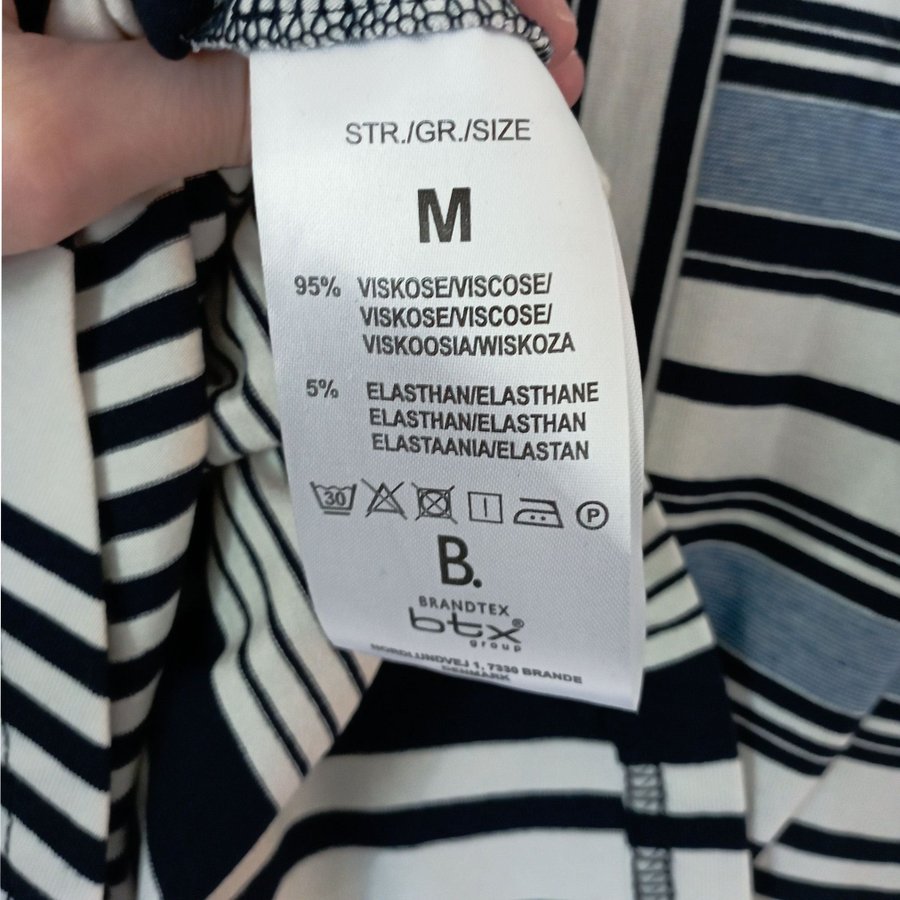 STR./GR./SIZE
M
95% VISKOSE/VISCOSE/
VISKOSE/VISCOSE/
VISKOOSIA/WISKOZA
5% ELASTHAN/ELASTHANE
ELASTHAN/ELASTHAN
ELASTAANIA/ELASTAN
30 P
B.
BRANDTEX
btx®
group
NORDLUNDVEJ 1, 7330 BRANDE
DENMARK